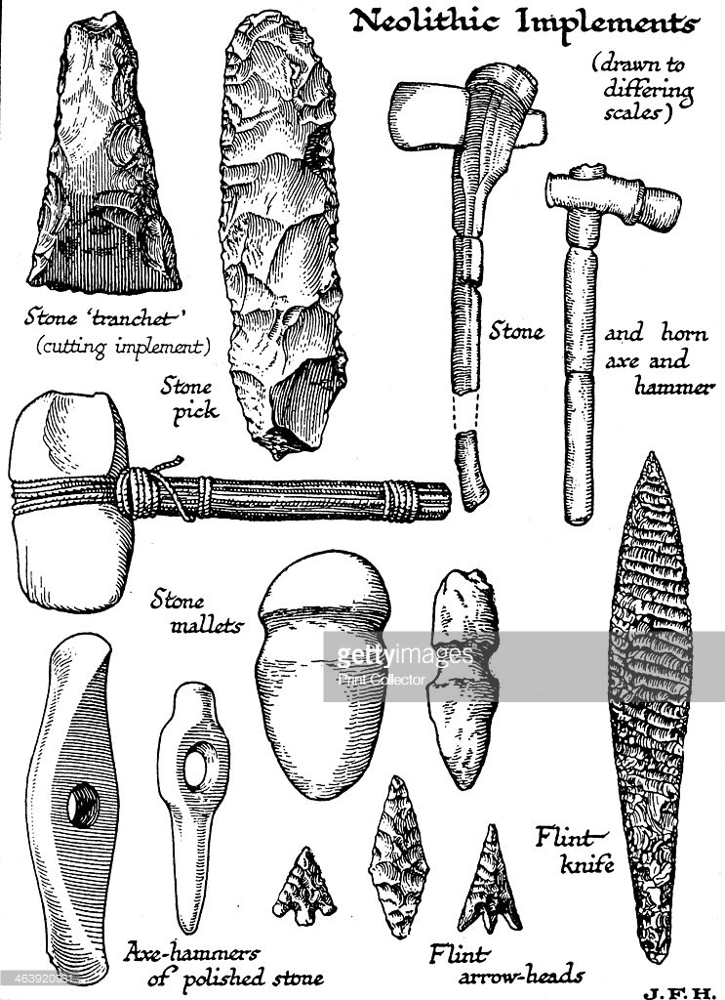 Neolithic Implements
(drawn to
differing
scales)
Stone 'tranchet'
(cutting implement)
Stone
pick
Stone and horn
axe and
hammer
Stone
mallets
gettyimages
Print Collector
Flint
knife
Axe-hammers
of polished stone
Flint
arrow-heads
463920981
J.F.H.